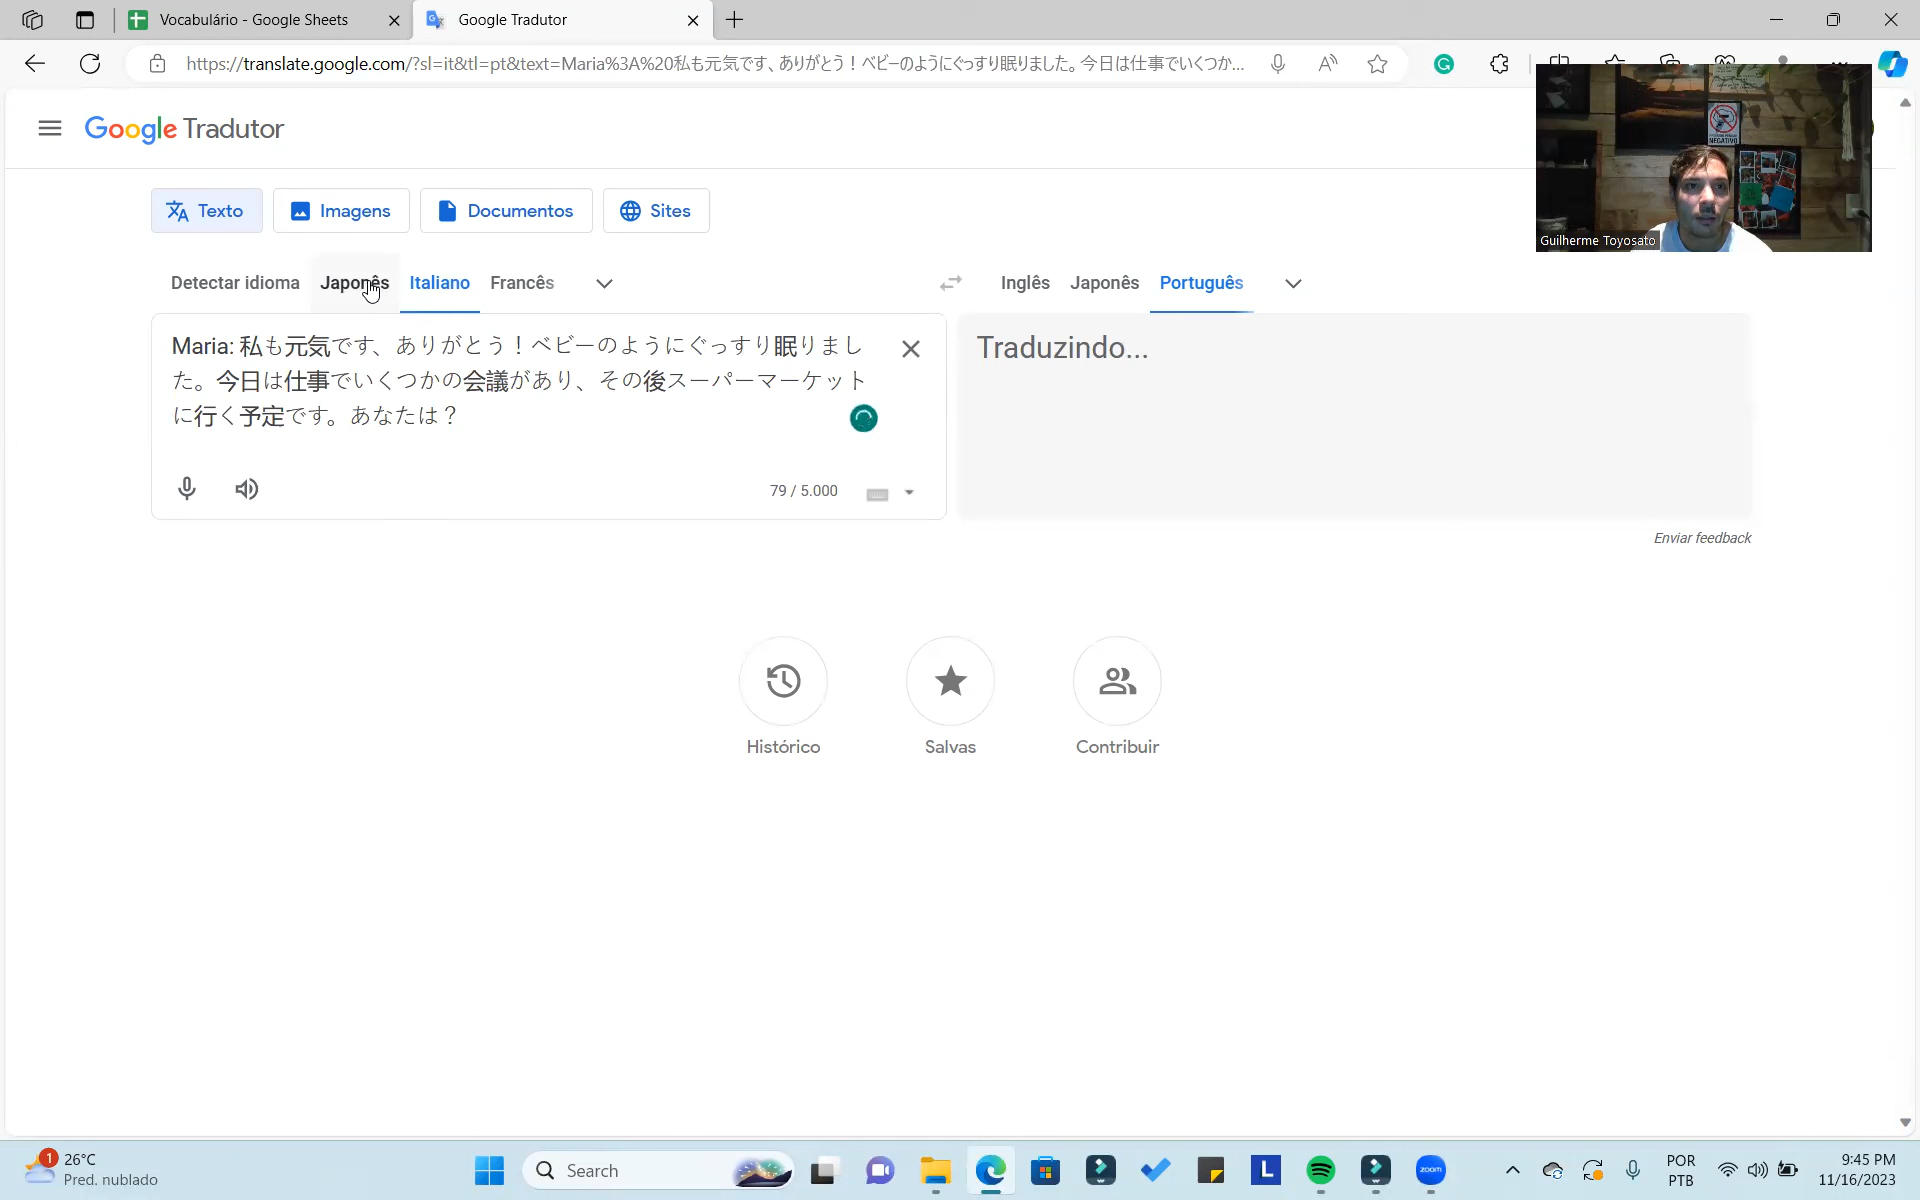 Vocabulário - Google Sheets
Google Tradutor
https://translate.google.com/?sl=it&tl=pt&text=Maria%3A%20私も元気です、ありがとう！ベビーのようにぐっすり眠りました。今日は仕事でいくつか...
Google Tradutor
NEGATIVO
Guilherme Toyosato
Texto
Imagens
Documentos
Sites
Detectar idioma
Japonês
Italiano
Francês
Inglês
Japonês
Português
Maria: 私も元気です、ありがとう！ベビーのようにぐっすり眠りまし
た。今日は仕事でいくつかの会議があり、その後スーパーマーケット
に行く予定です。あなたは？
79 / 5.000
Traduzindo...
Enviar feedback
Histórico
Salvas
Contribuir
1
26°C
Pred. nublado
Search
L
zoom
POR
PTB
9:45 PM
11/16/2023